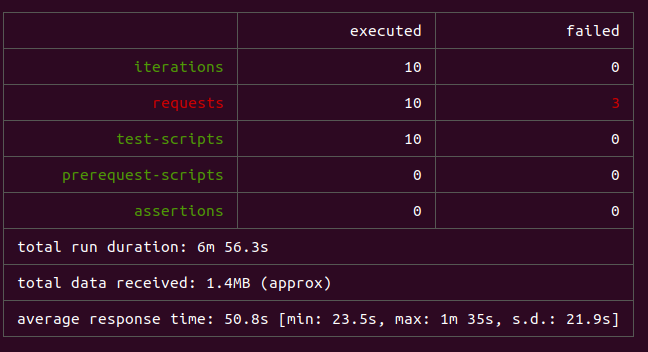 executed failed
iterations 10 0
requests 10 3
test-scripts 10 0
prerequest-scripts 0 0
assertions 0 0
total run duration: 6m 56.3s
total data received: 1.4MB (approx)
average response time: 50.8s [min: 23.5s, max: 1m 35s, s.d.: 21.9s]